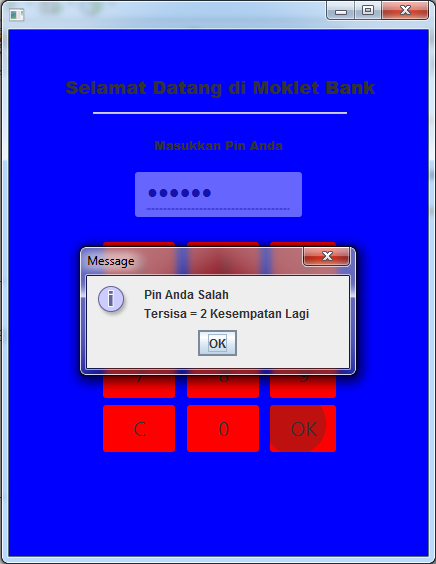 Selamat Datang di Moklet Bank
Masukkan Pin Anda
●●●●●●
Message
Pin Anda Salah
Tersisa = 2 Kesempatan Lagi
OK
7 8 9
C 0 OK